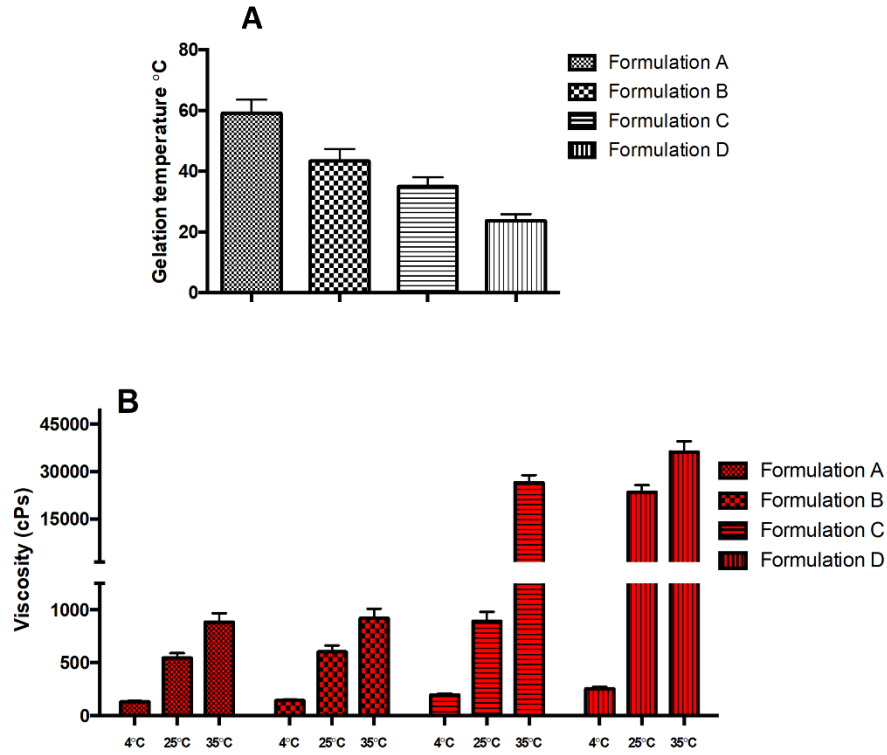 A
Gelation temperature °C
80
60
40
20
0
Formulation A
Formulation B
Formulation C
Formulation D
B
Viscosity (cPs)
45000
30000
15000
1000
500
0
4°C 25°C 35°C 4°C 25°C 35°C 4°C 25°C 35°C 4°C 25°C 35°C
Formulation A
Formulation B
Formulation C
Formulation D